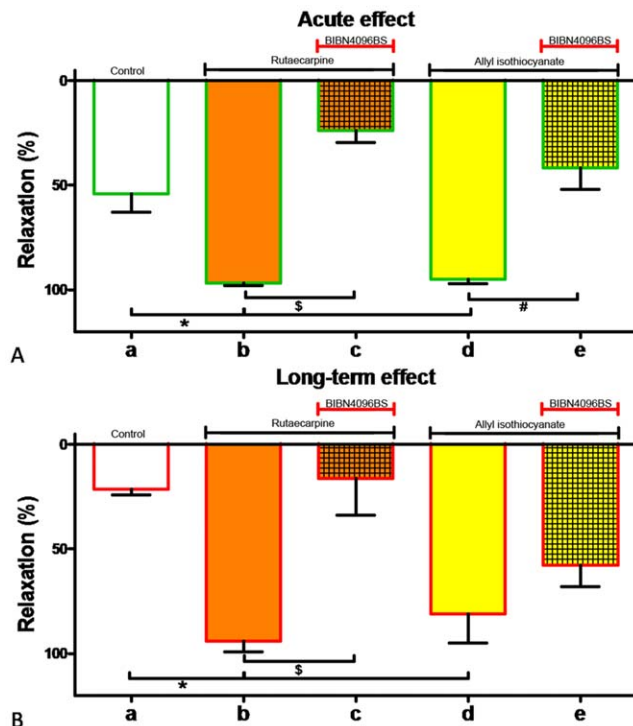 Acute effect
BIBN4096BS BIBN4096BS
Control Rutaecarpine Allyl isothiocyanate
0
50
100
Relaxation (%)
* $ #
a b c d e
A
Long-term effect
BIBN4096BS BIBN4096BS
Control Rutaecarpine Allyl isothiocyanate
0
50
100
Relaxation (%)
* $
a b c d e
B